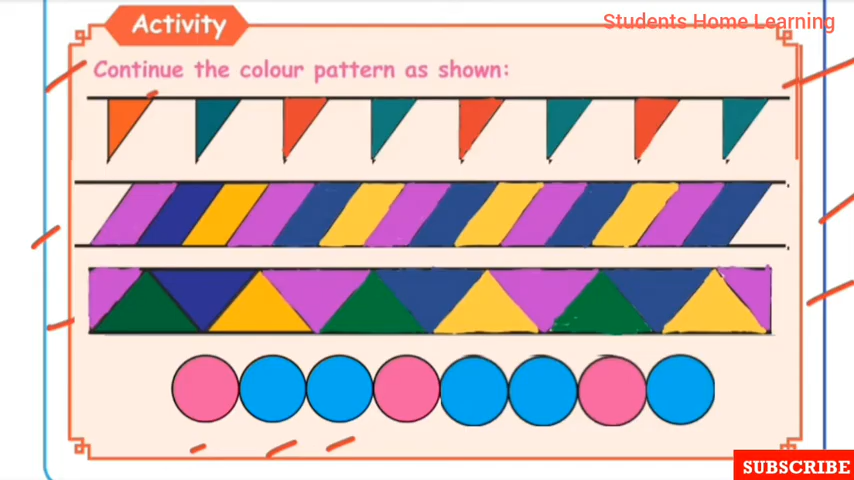 Activity
Students Home Learning
Continue the colour pattern as shown:
SUBSCRIBE